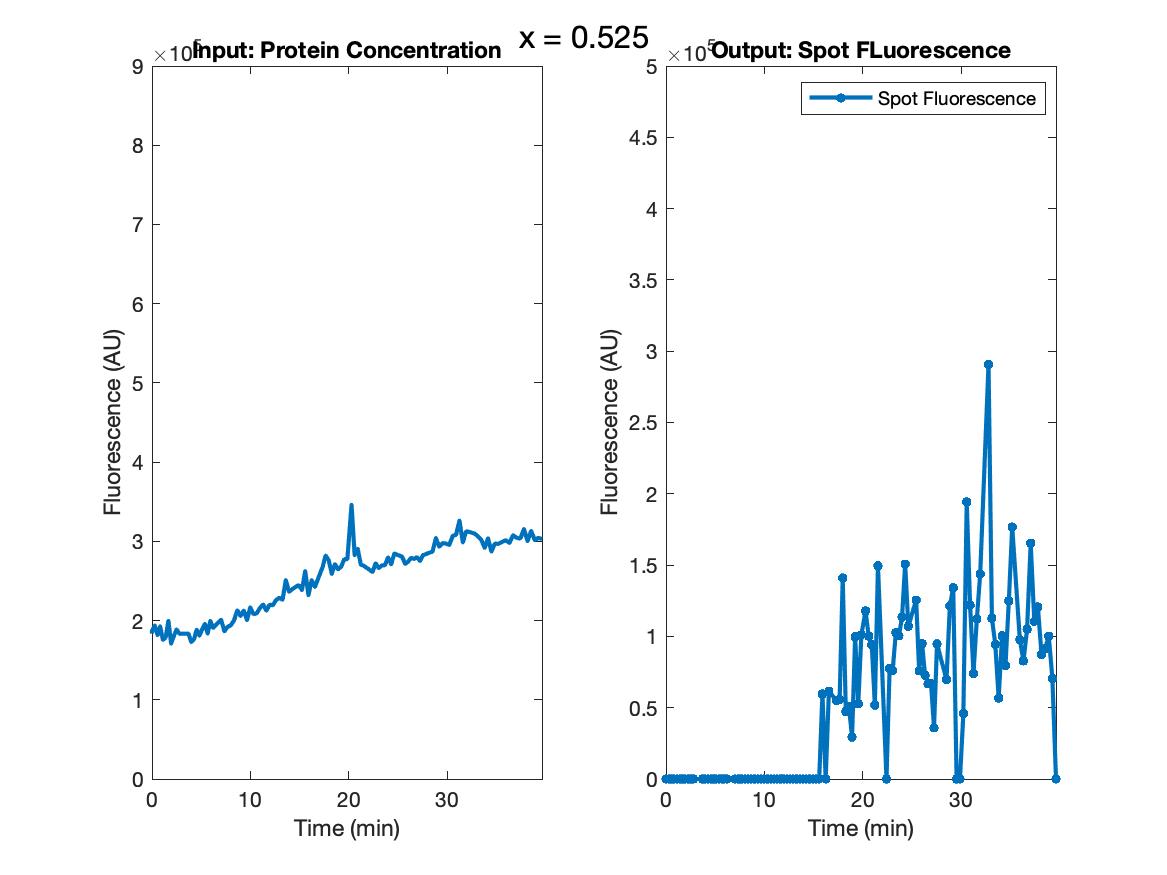 x = 0.525
×10⁵
Input: Protein Concentration
9
8
7
6
5
4
3
2
1
0
Fluorescence (AU)
0 10 20 30
Time (min)
×10⁵
Output: Spot FLuorescence
Spot Fluorescence
5
4.5
4
3.5
3
2.5
2
1.5
1
0.5
0
Fluorescence (AU)
0 10 20 30
Time (min)